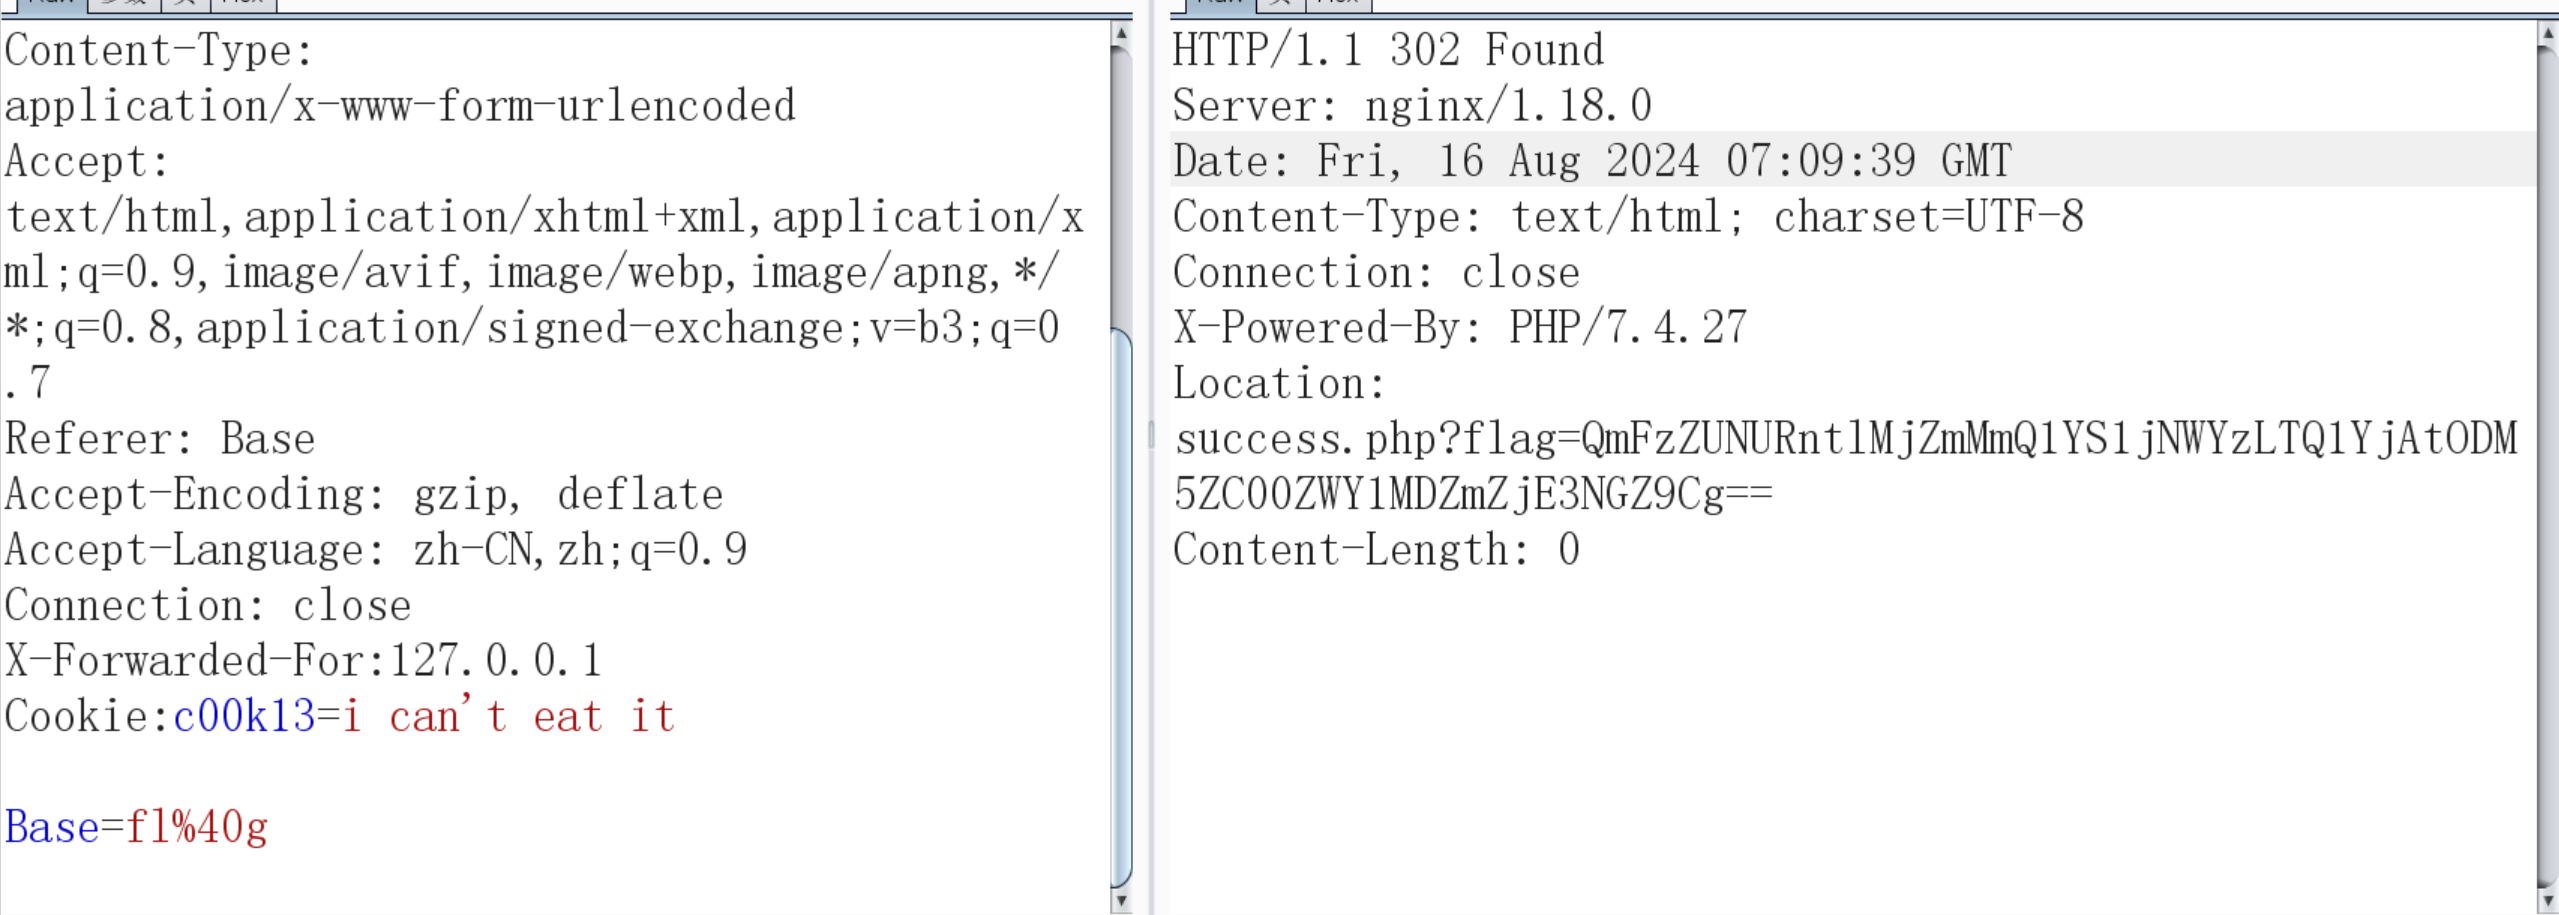 Content-Type:
application/x-www-form-urlencoded
Accept:
text/html,application/xhtml+xml,application/x
ml;q=0.9,image/avif,image/webp,image/apng,*/
*;q=0.8,application/signed-exchange;v=b3;q=0
.7
Referer: Base
Accept-Encoding: gzip, deflate
Accept-Language: zh-CN,zh;q=0.9
Connection: close
X-Forwarded-For:127.0.0.1
Cookie:c00k13=i can't eat it
Base=fl%40g
HTTP/1.1 302 Found
Server: nginx/1.18.0
Date: Fri, 16 Aug 2024 07:09:39 GMT
Content-Type: text/html; charset=UTF-8
Connection: close
X-Powered-By: PHP/7.4.27
Location:
success.php?flag=QmFzZUNURntlMjZmMmQ1YS1jNWYzLTQ1YjAtODM
5ZC00ZWY1MDZmZjE3NGZ9Cg==
Content-Length: 0